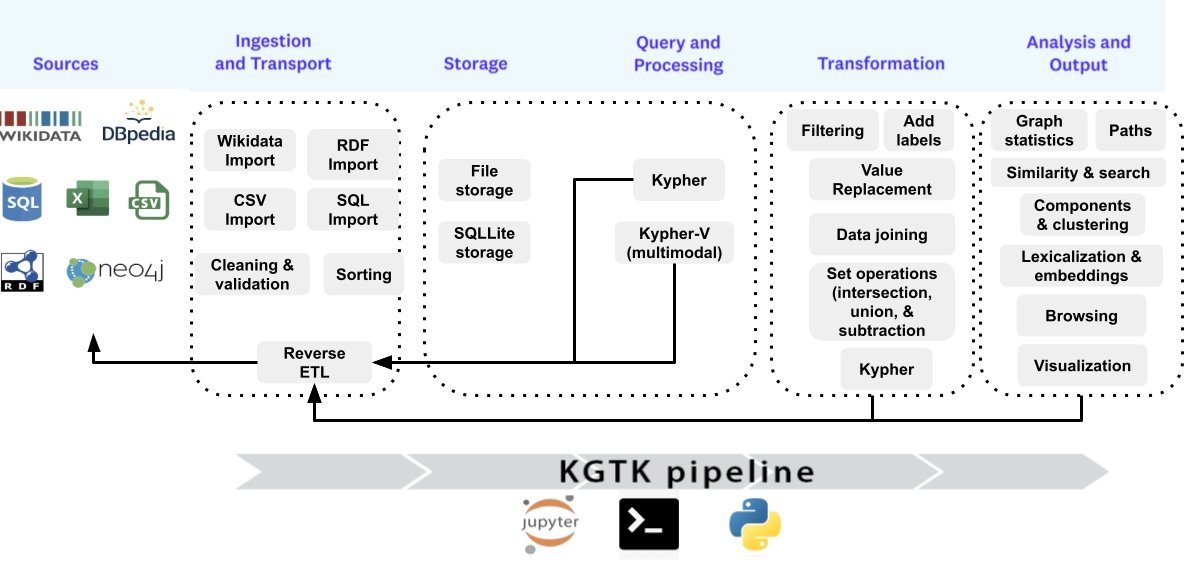 Sources
Ingestion
and Transport
Storage
Query and
Processing
Transformation
Analysis and
Output
WIKIDATA
DBpedia
SQL
X
CSV
RDF
neo4j
Wikidata
Import
RDF
Import
CSV
Import
SQL
Import
Cleaning &
validation
Sorting
Reverse
ETL
File
storage
SQLLite
storage
Kypher
Kypher-V
(multimodal)
Filtering
Add
labels
Value
Replacement
Data joining
Set operations
(intersection,
union, &
subtraction
Kypher
Graph
statistics
Paths
Similarity & search
Components
& clustering
Lexicalization &
embeddings
Browsing
Visualization
KGTK pipeline
jupyter